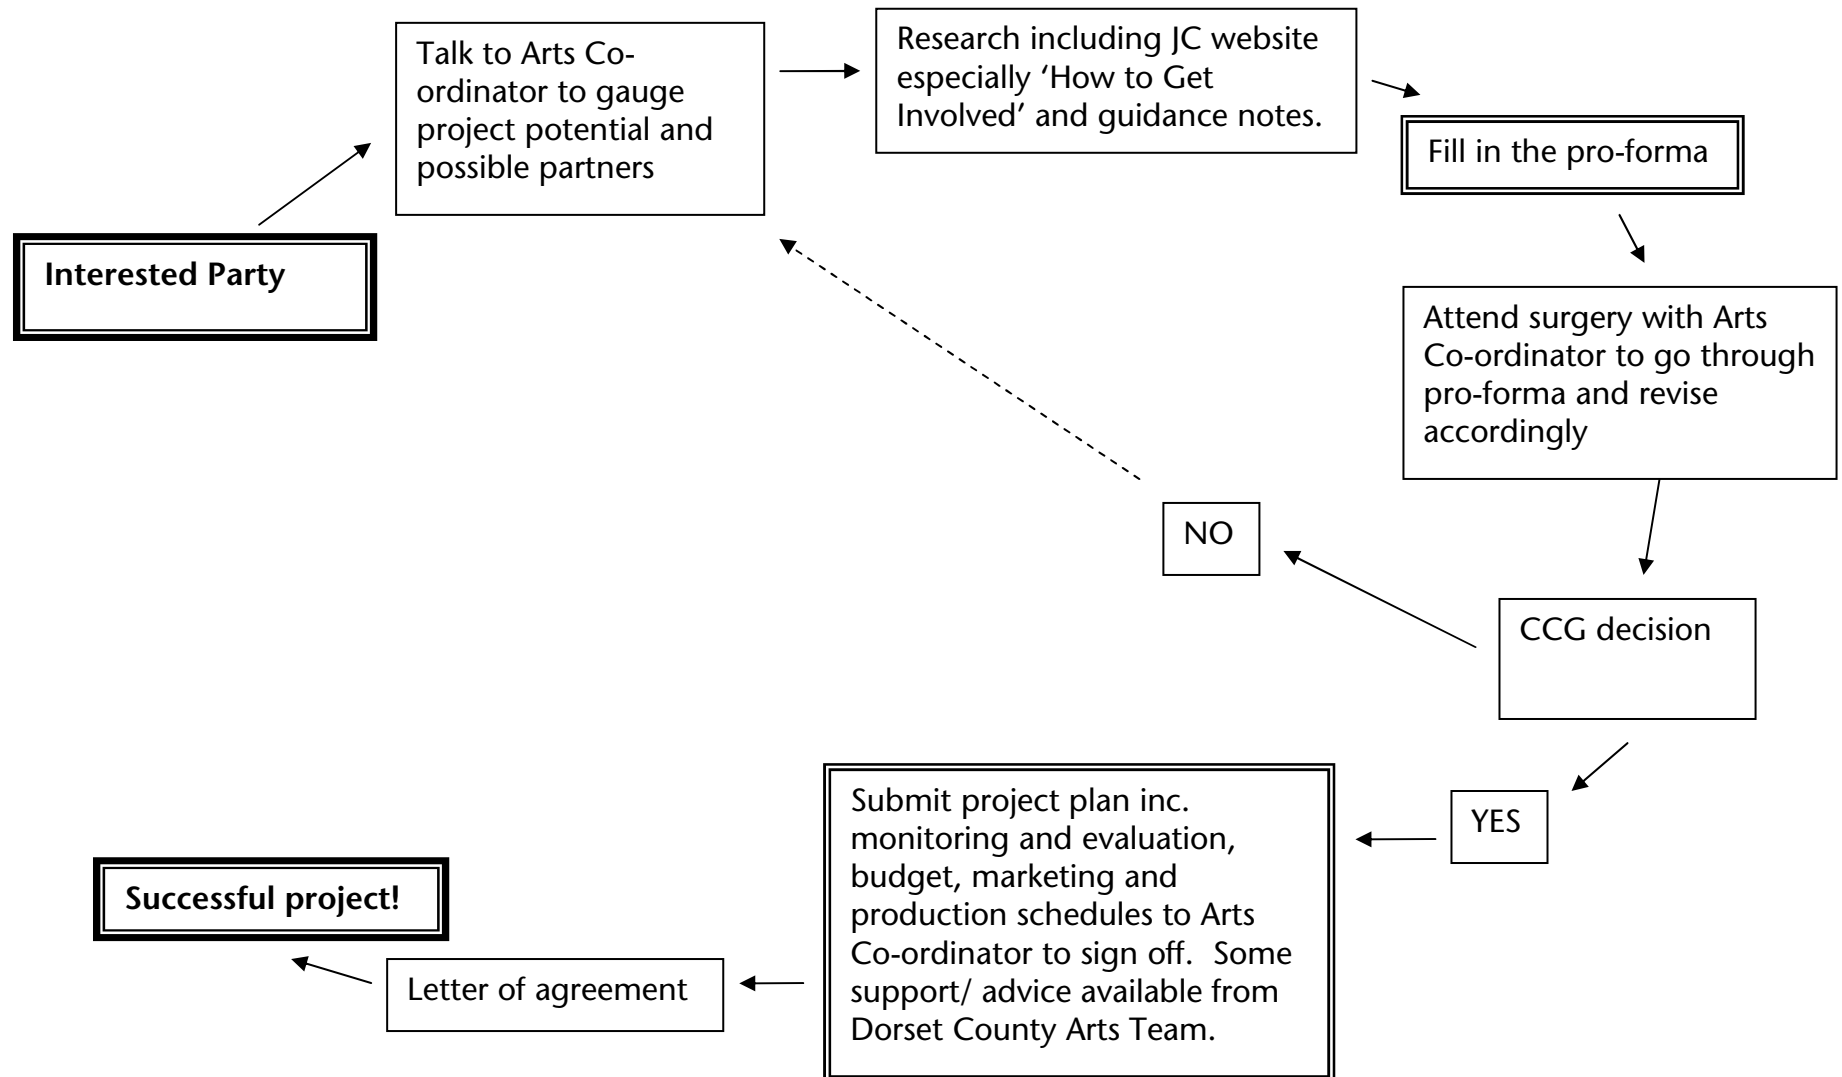 Interested Party
Talk to Arts Co-
ordinator to gauge
project potential and
possible partners
Research including JC website
especially ‘How to Get
Involved’ and guidance notes.
Fill in the pro-forma
Attend surgery with Arts
Co-ordinator to go through
pro-forma and revise
accordingly
CCG decision
NO
YES
Submit project plan inc.
monitoring and evaluation,
budget, marketing and
production schedules to Arts
Co-ordinator to sign off.  Some
support/ advice available from
Dorset County Arts Team.
Letter of agreement
Successful project!